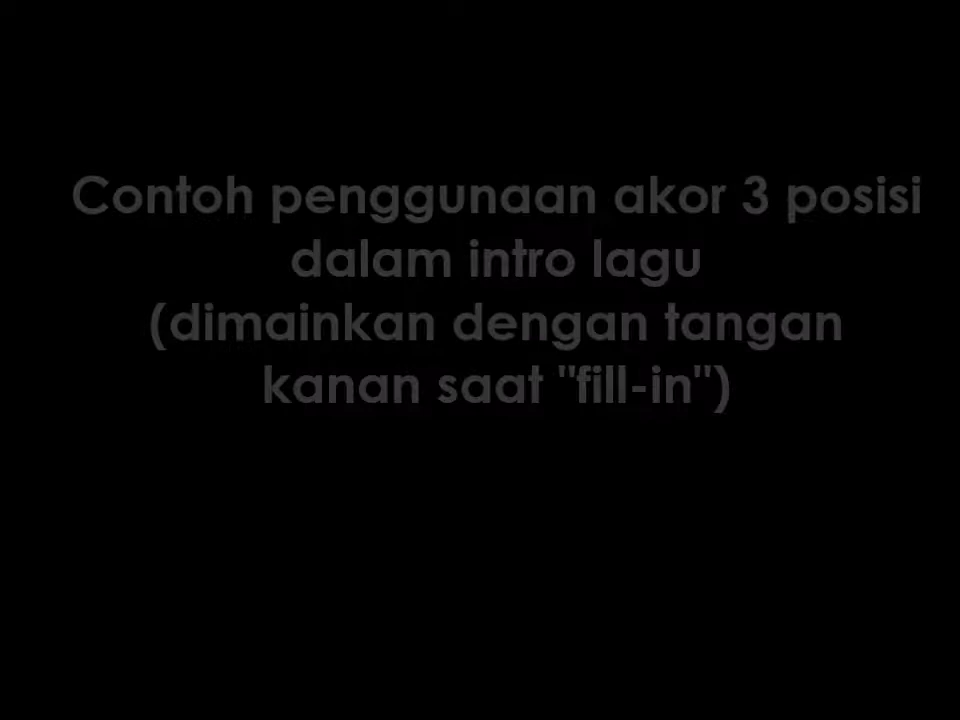 Contoh penggunaan akor 3 posisi
dalam intro lagu
(dimainkan dengan tangan
kanan saat "fill-in")